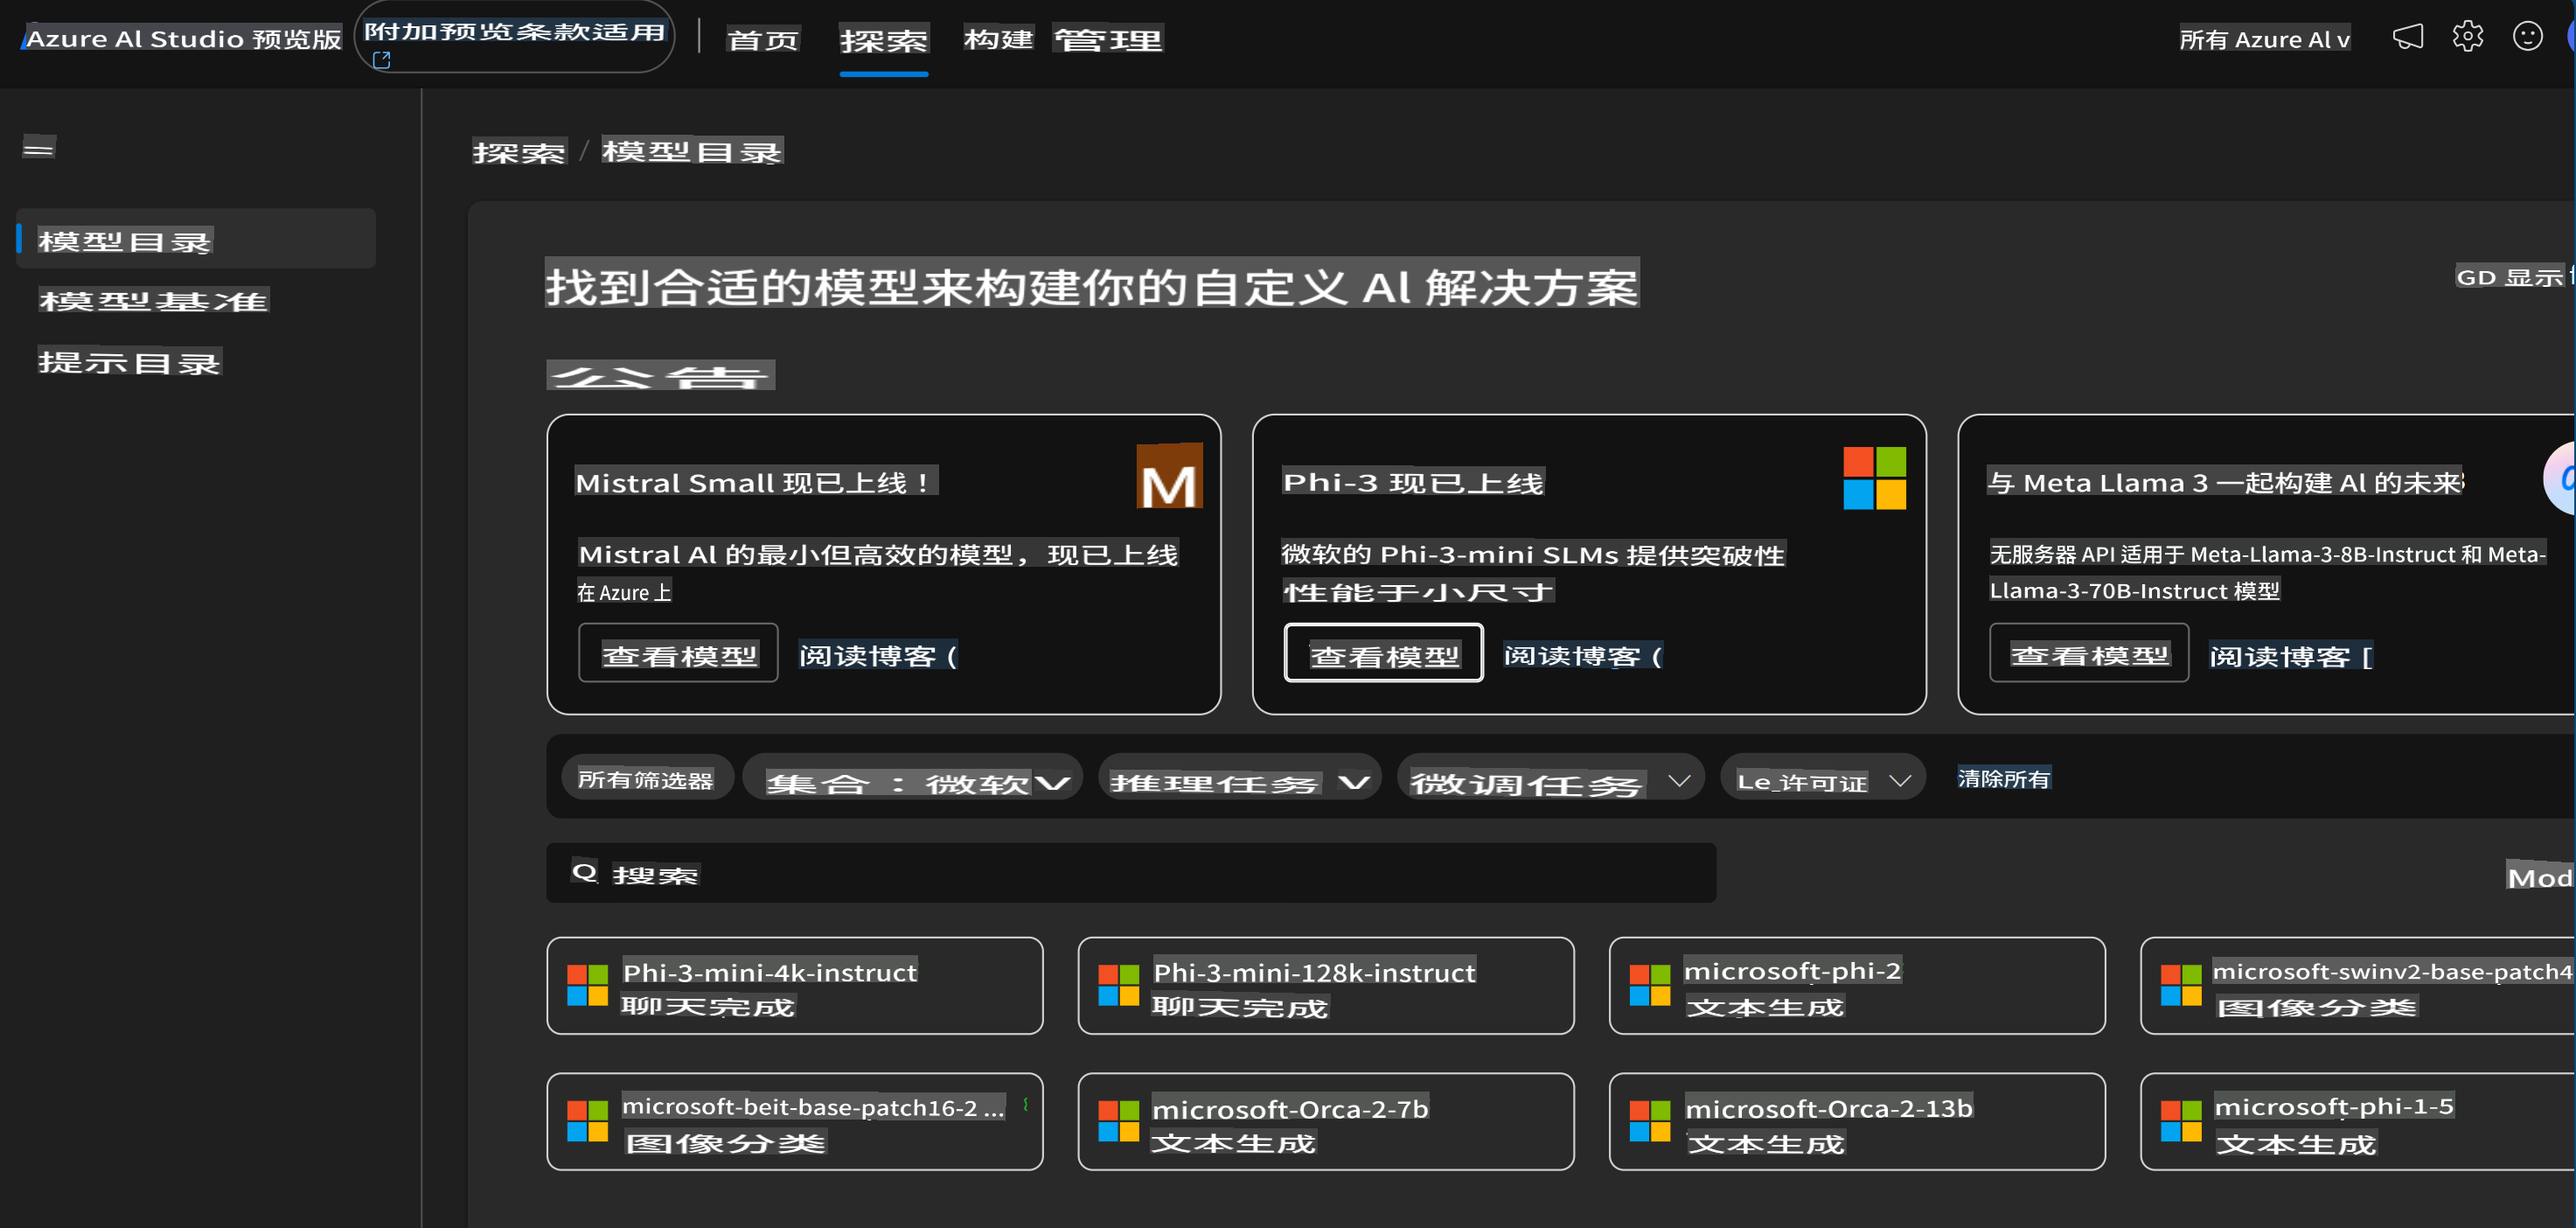 Azure AI Studio 预览版
附加预览条款适用
首页
探索
构建
管理
所有 Azure AI v
探索 / 模型目录
模型目录
模型基准
提示目录
找到合适的模型来构建你的自定义 AI 解决方案
GD 显示
公告
Mistral Small 现已上线！
M
Mistral AI 的最小但高效的模型，现已上线
在 Azure 上
查看模型
阅读博客 (
Phi-3 现已上线
微软的 Phi-3-mini SLMs 提供突破性
性能于小尺寸
查看模型
阅读博客 (
与 Meta Llama 3 一起构建 AI 的未来
无服务器 API 适用于 Meta-Llama-3-8B-Instruct 和 Meta-
Llama-3-70B-Instruct 模型
查看模型
阅读博客 [
所有筛选器
集合：微软 V
推理任务 V
微调任务
Le 许可证
清除所有
Q 搜索
Mod
Phi-3-mini-4k-instruct
聊天完成
Phi-3-mini-128k-instruct
聊天完成
microsoft-phi-2
文本生成
microsoft-swinv2-base-patch4
图像分类
microsoft-beit-base-patch16-2 ...
图像分类
microsoft-Orca-2-7b
文本生成
microsoft-Orca-2-13b
文本生成
microsoft-phi-1-5
文本生成